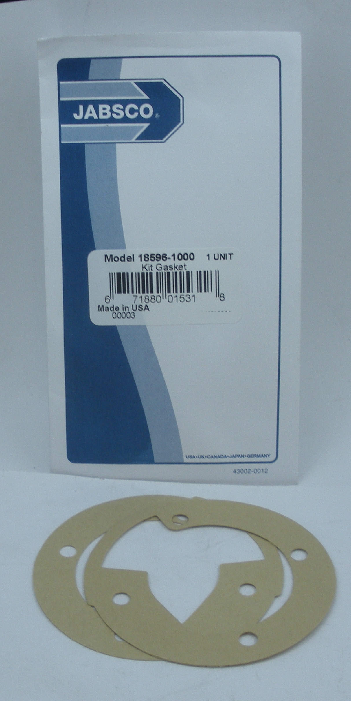 JABSCO®
Model 18596-1000 1 UNIT
Kit Gasket
6 71880 01531 8
Made in USA
00003
USA•UK•CANADA•JAPAN•GERMANY
43002-0012